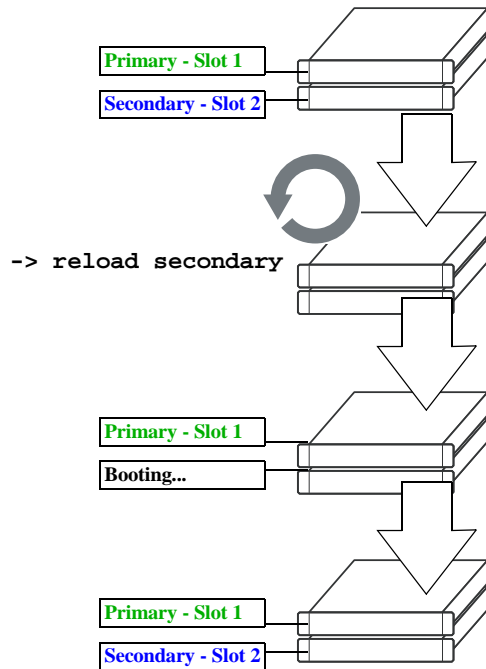 Primary - Slot 1
Secondary - Slot 2
-> reload secondary
Primary - Slot 1
Booting...
Primary - Slot 1
Secondary - Slot 2